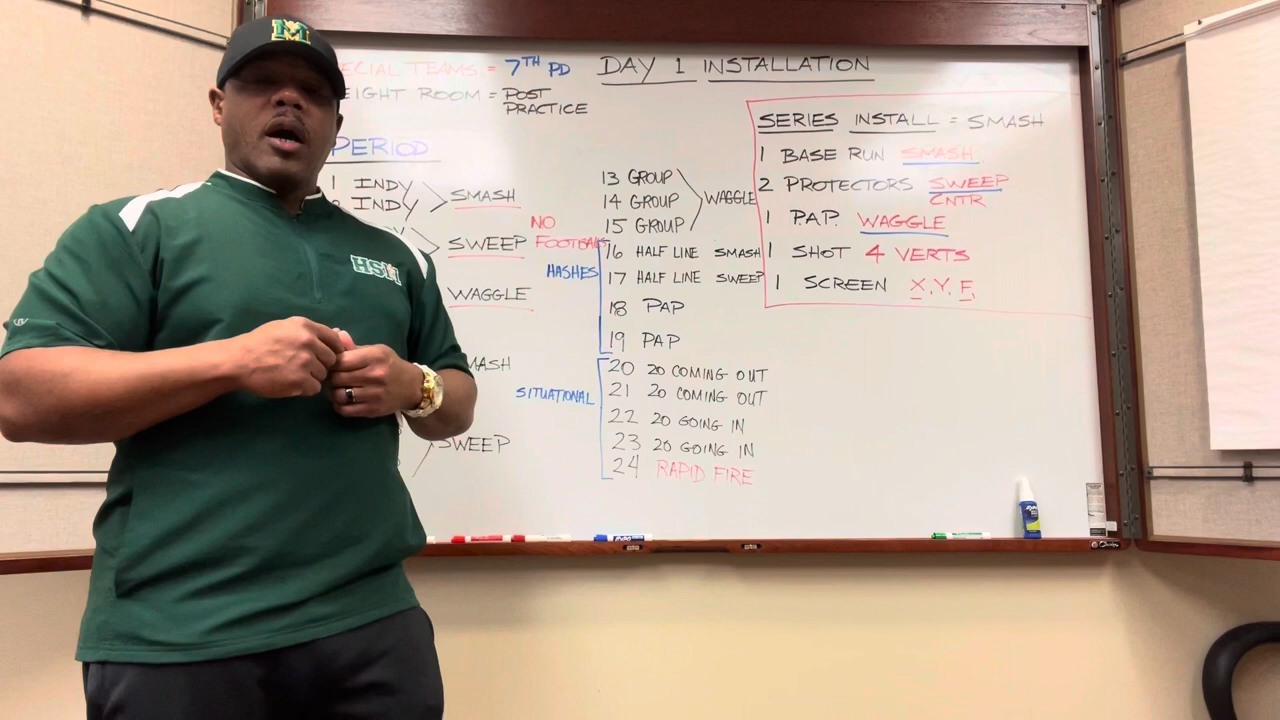 ECIAL TEAMS = 7TH PD
EIGHT ROOM = POST PRACTICE
DAY 1 INSTALLATION
PERIOD
1 INDY
INDY
SMASH
SWEEP
WAGGLE
MASH
SWEEP
NO FOOTBALL
HASHES
SITUATIONAL
13 GROUP
14 GROUP
15 GROUP
WAGGLE
16 HALF LINE SMASH
17 HALF LINE SWEEP
18 PAP
19 PAP
20 20 COMING OUT
21 20 COMING OUT
22 20 GOING IN
23 20 GOING IN
24 RAPID FIRE
SERIES INSTALL = SMASH
1 BASE RUN SMASH
2 PROTECTORS SWEEP
CNTR
1 P.A.P. WAGGLE
1 SHOT 4 VERTS
1 SCREEN X, Y, F,
M
HSM
EXPO